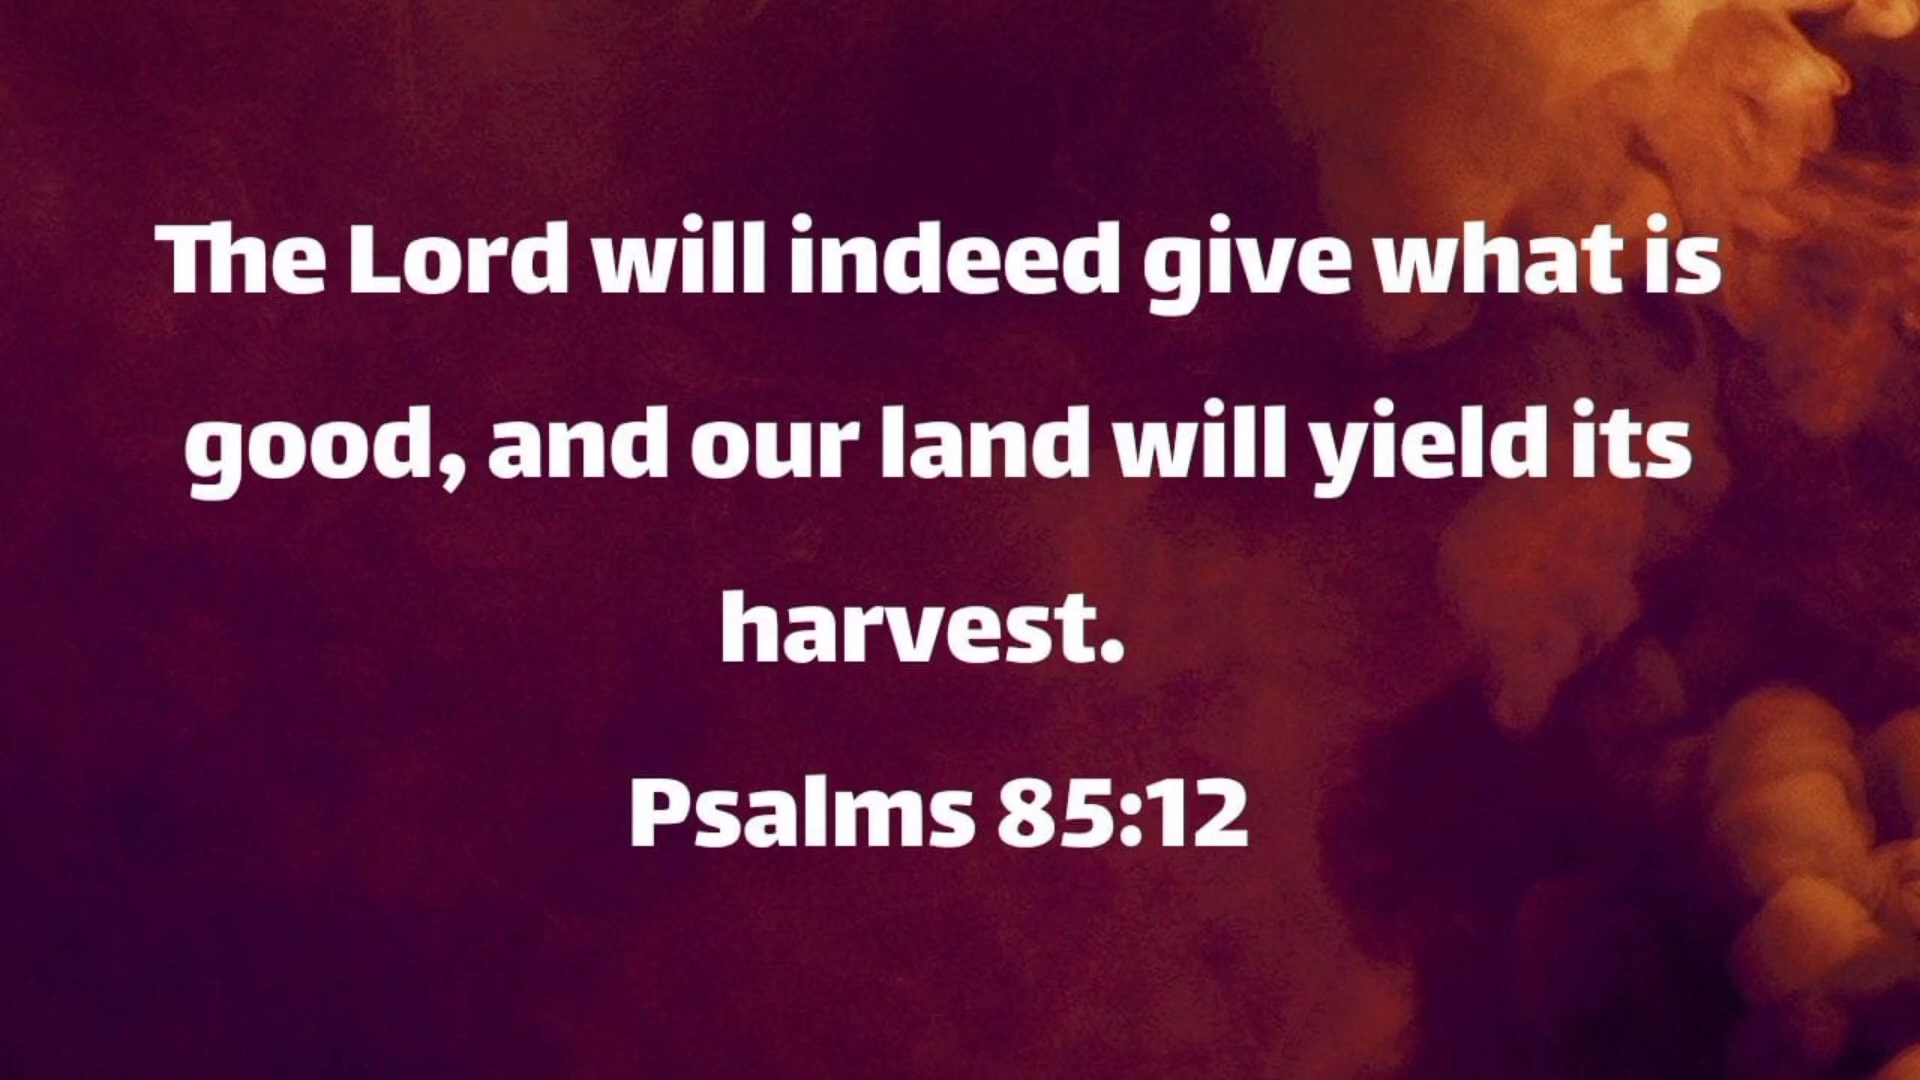 The Lord will indeed give what is
good, and our land will yield its
harvest.
Psalms 85:12